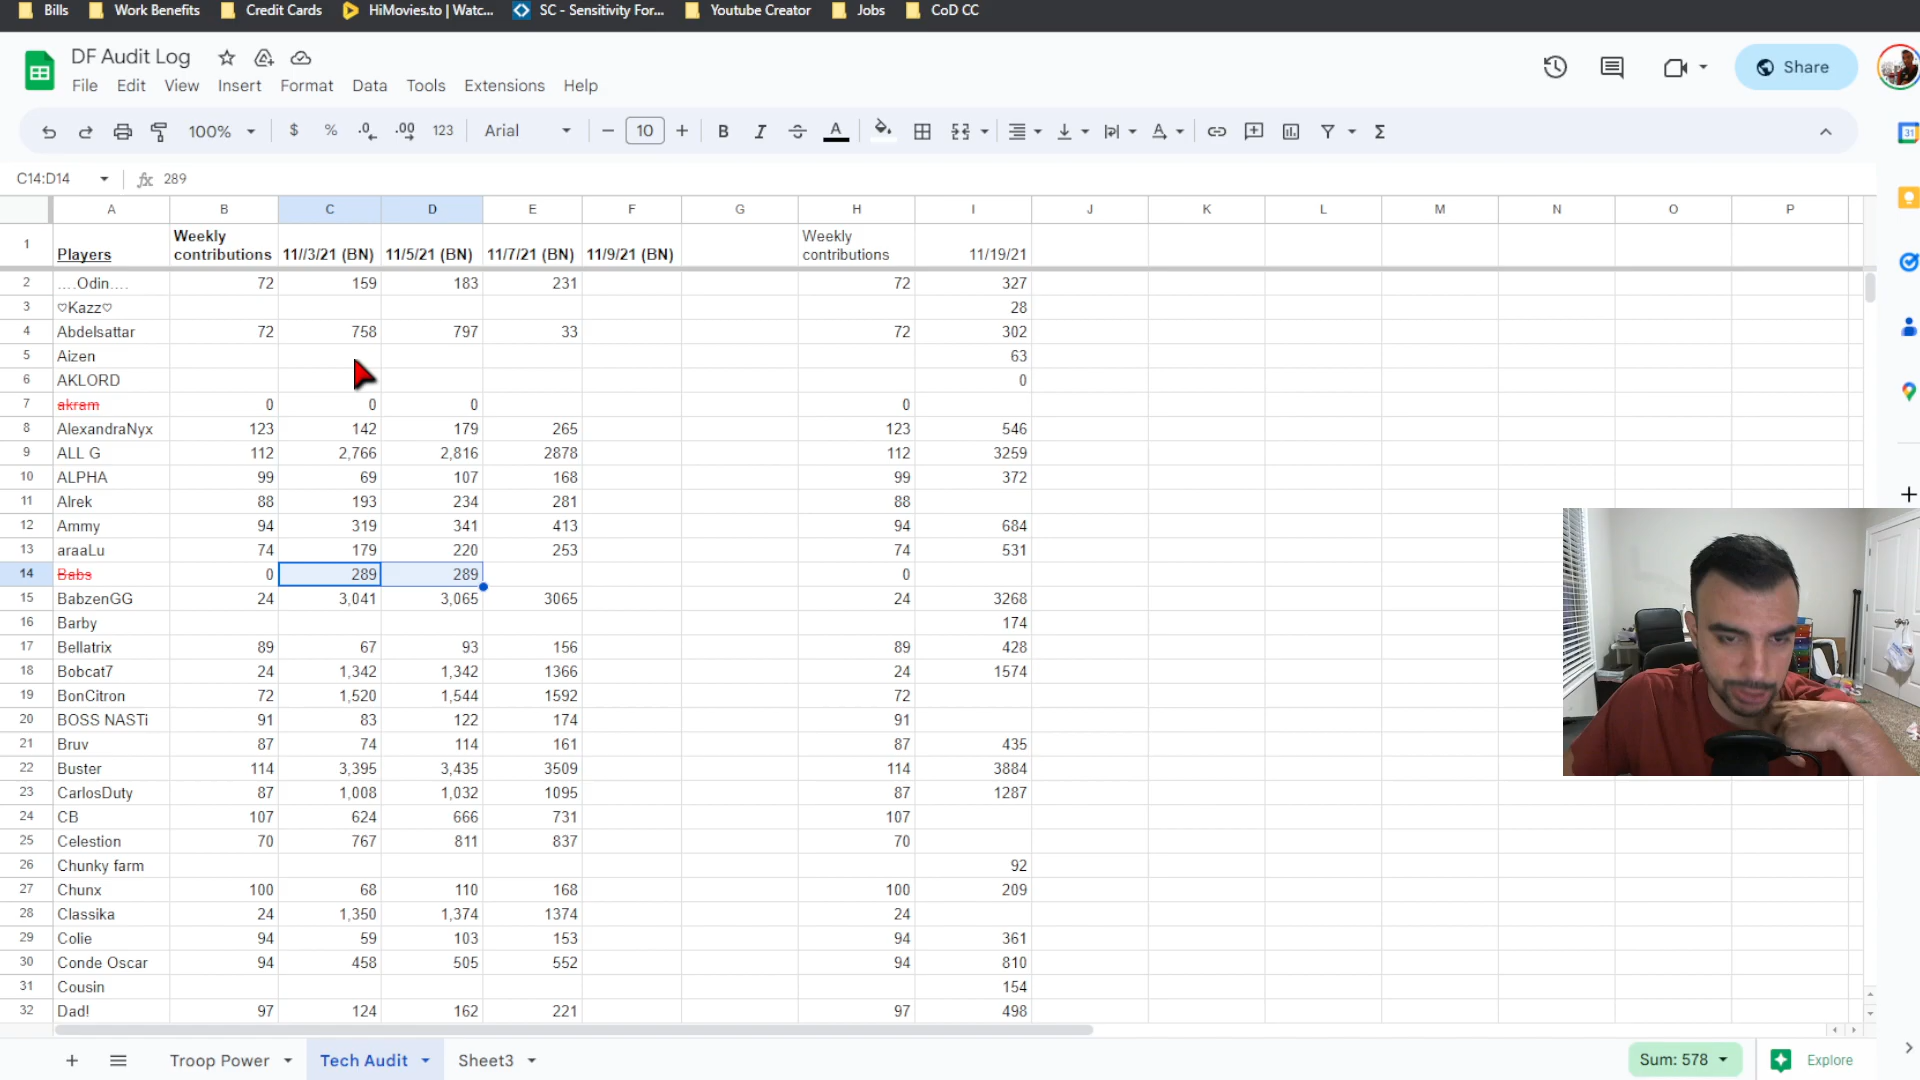 Bills Work Benefits Credit Cards HiMovies.to | Watc... SC - Sensitivity For... Youtube Creator Jobs CoD CC
DF Audit Log
File Edit View Insert Format Data Tools Extensions Help
Share
100% $ % .0 .00 123 Arial 10 B I A
C14:D14 fx 289
A B C D E F G H I J K L M N O P
1 Players Weekly contributions 11//3/21 (BN) 11/5/21 (BN) 11/7/21 (BN) 11/9/21 (BN) Weekly contributions 11/19/21
2 ....Odin.... 72 159 183 231 72 327
3 ♡Kazz♡ 28
4 Abdelsattar 72 758 797 33 72 302
5 Aizen 63
6 AKLORD 0
7 akram 0 0 0 0
8 AlexandraNyx 123 142 179 265 123 546
9 ALL G 112 2,766 2,816 2878 112 3259
10 ALPHA 99 69 107 168 99 372
11 Alrek 88 193 234 281 88
12 Ammy 94 319 341 413 94 684
13 araaLu 74 179 220 253 74 531
14 Babs 0 289 289 0
15 BabzenGG 24 3,041 3,065 3065 24 3268
16 Barby 174
17 Bellatrix 89 67 93 156 89 428
18 Bobcat7 24 1,342 1,342 1366 24 1574
19 BonCitron 72 1,520 1,544 1592 72
20 BOSS NASTi 91 83 122 174 91
21 Bruv 87 74 114 161 87 435
22 Buster 114 3,395 3,435 3509 114 3884
23 CarlosDuty 87 1,008 1,032 1095 87 1287
24 CB 107 624 666 731 107
25 Celestion 70 767 811 837 70
26 Chunky farm 92
27 Chunx 100 68 110 168 100 209
28 Classika 24 1,350 1,374 1374 24
29 Colie 94 59 103 153 94 361
30 Conde Oscar 94 458 505 552 94 810
31 Cousin 154
32 Dad! 97 124 162 221 97 498
Troop Power Tech Audit Sheet3 Sum: 578 Explore
31